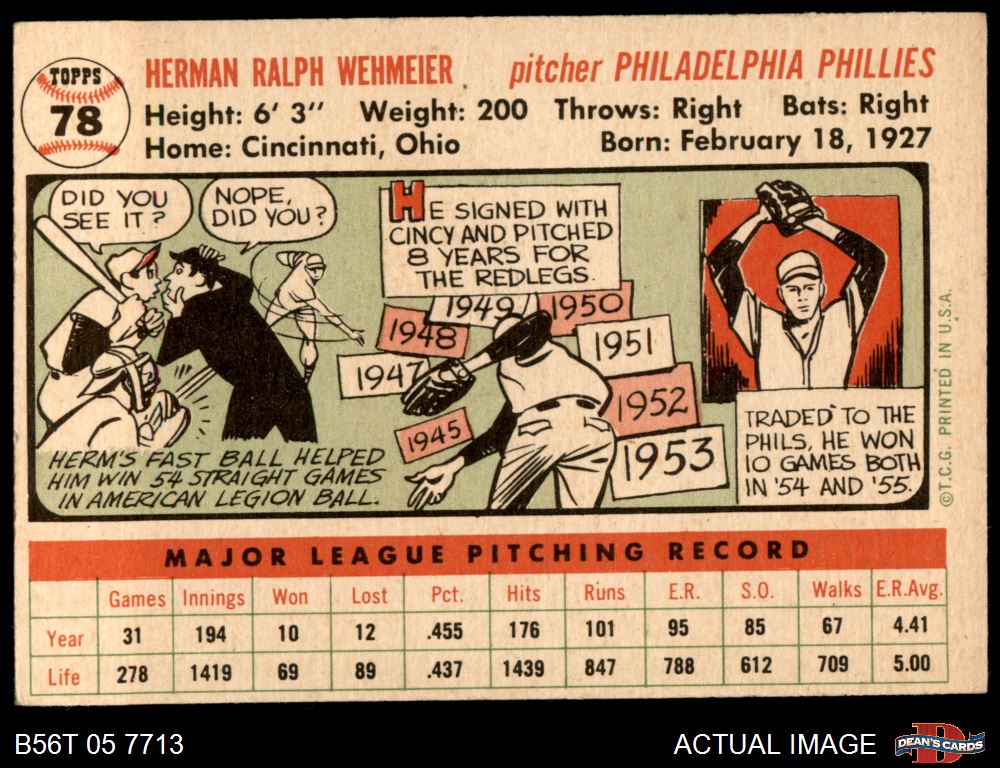 TOPPS
78
HERMAN RALPH WEHMEIER pitcher PHILADELPHIA PHILLIES
Height: 6' 3" Weight: 200 Throws: Right Bats: Right
Home: Cincinnati, Ohio Born: February 18, 1927
DID YOU
SEE IT?
NOPE,
DID YOU?
HERM'S FAST BALL HELPED
HIM WIN 54 STRAIGHT GAMES
IN AMERICAN LEGION BALL.
HE SIGNED WITH
CINCY AND PITCHED
8 YEARS FOR
THE REDLEGS.
1945
1947
1948
1949
1950
1951
1952
1953
TRADED TO THE
PHILS, HE WON
10 GAMES BOTH
IN '54 AND '55.
©T.C.G. PRINTED IN U.S.A.
MAJOR LEAGUE PITCHING RECORD
Games Innings Won Lost Pct. Hits Runs E.R. S.O. Walks E.R.Avg.
Year 31 194 10 12 .455 176 101 95 85 67 4.41
Life 278 1419 69 89 .437 1439 847 788 612 709 5.00
B56T 05 7713 ACTUAL IMAGE DEAN'S CARDS